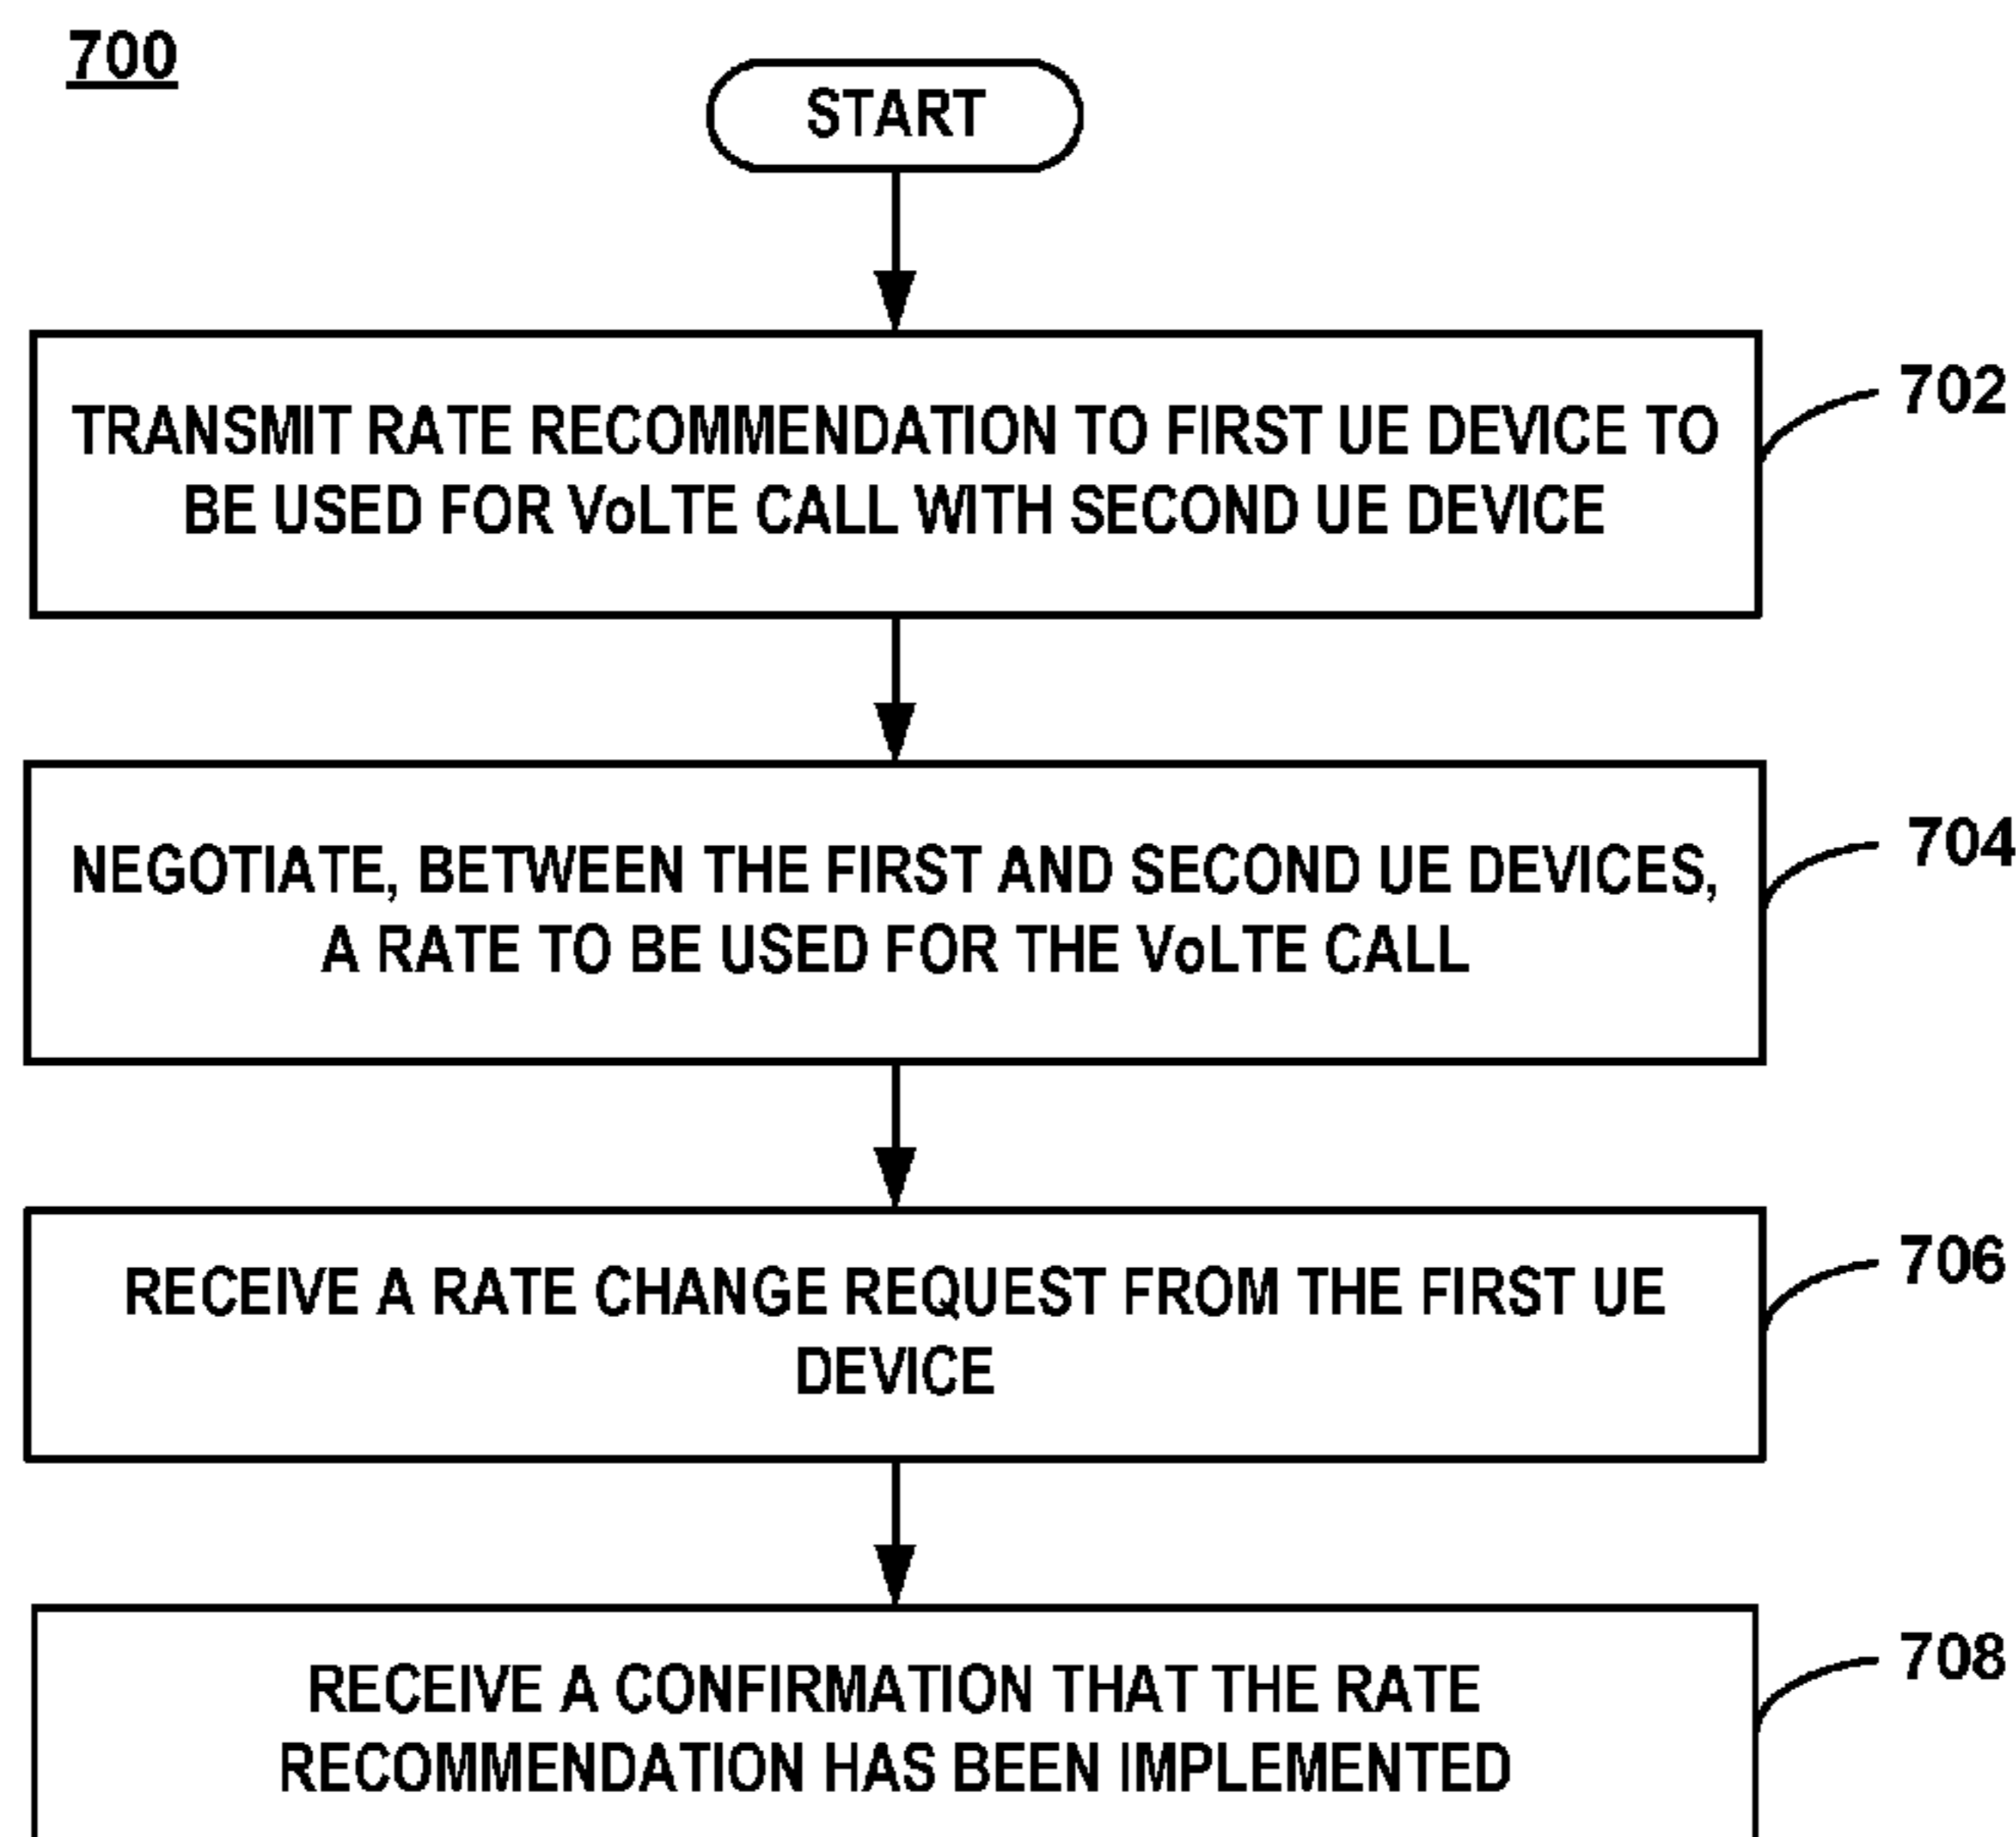 700
START
TRANSMIT RATE RECOMMENDATION TO FIRST UE DEVICE TO
BE USED FOR VoLTE CALL WITH SECOND UE DEVICE
702
NEGOTIATE, BETWEEN THE FIRST AND SECOND UE DEVICES,
A RATE TO BE USED FOR THE VoLTE CALL
704
RECEIVE A RATE CHANGE REQUEST FROM THE FIRST UE
DEVICE
706
RECEIVE A CONFIRMATION THAT THE RATE
RECOMMENDATION HAS BEEN IMPLEMENTED
708